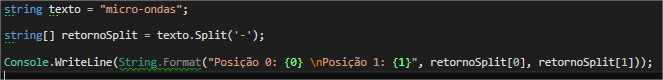 string texto = "micro-ondas";
string[] retornoSplit = texto.Split('-');
Console.WriteLine(String.Format("Posição 0: {0} \nPosição 1: {1}", retornoSplit[0], retornoSplit[1]));